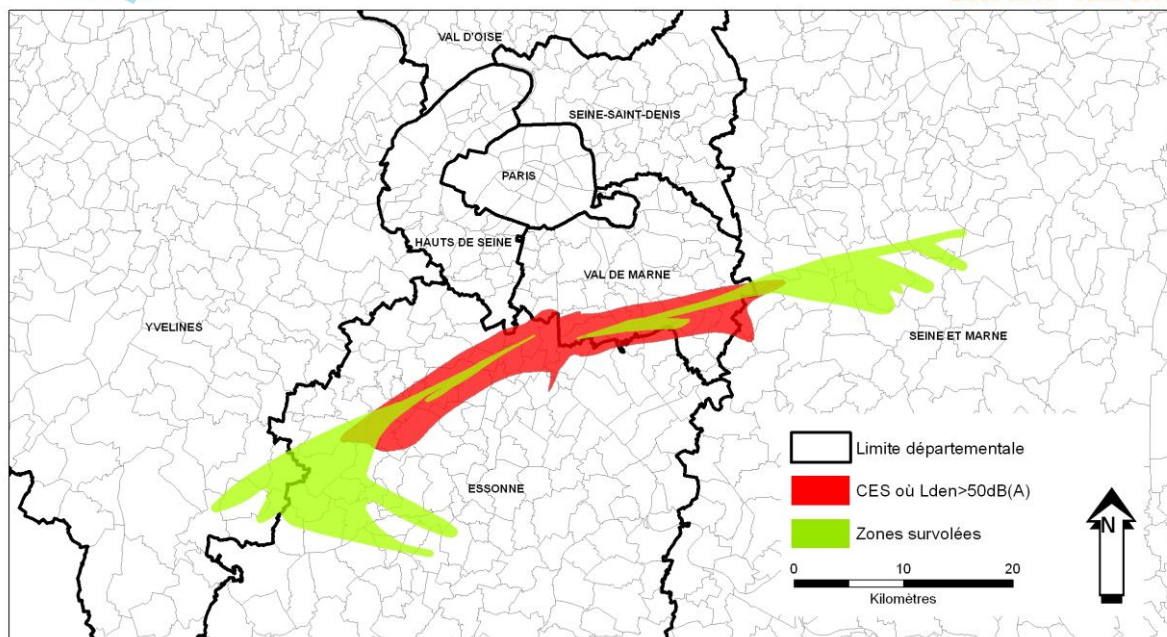 VAL D'OISE
SEINE-SAINT-DENIS
PARIS
HAUTS DE SEINE
VAL DE MARNE
YVELINES
SEINE ET MARNE
ESSONNE
Limite départementale
CES où Lden>50dB(A)
Zones survolées
N
0 10 20
Kilomètres